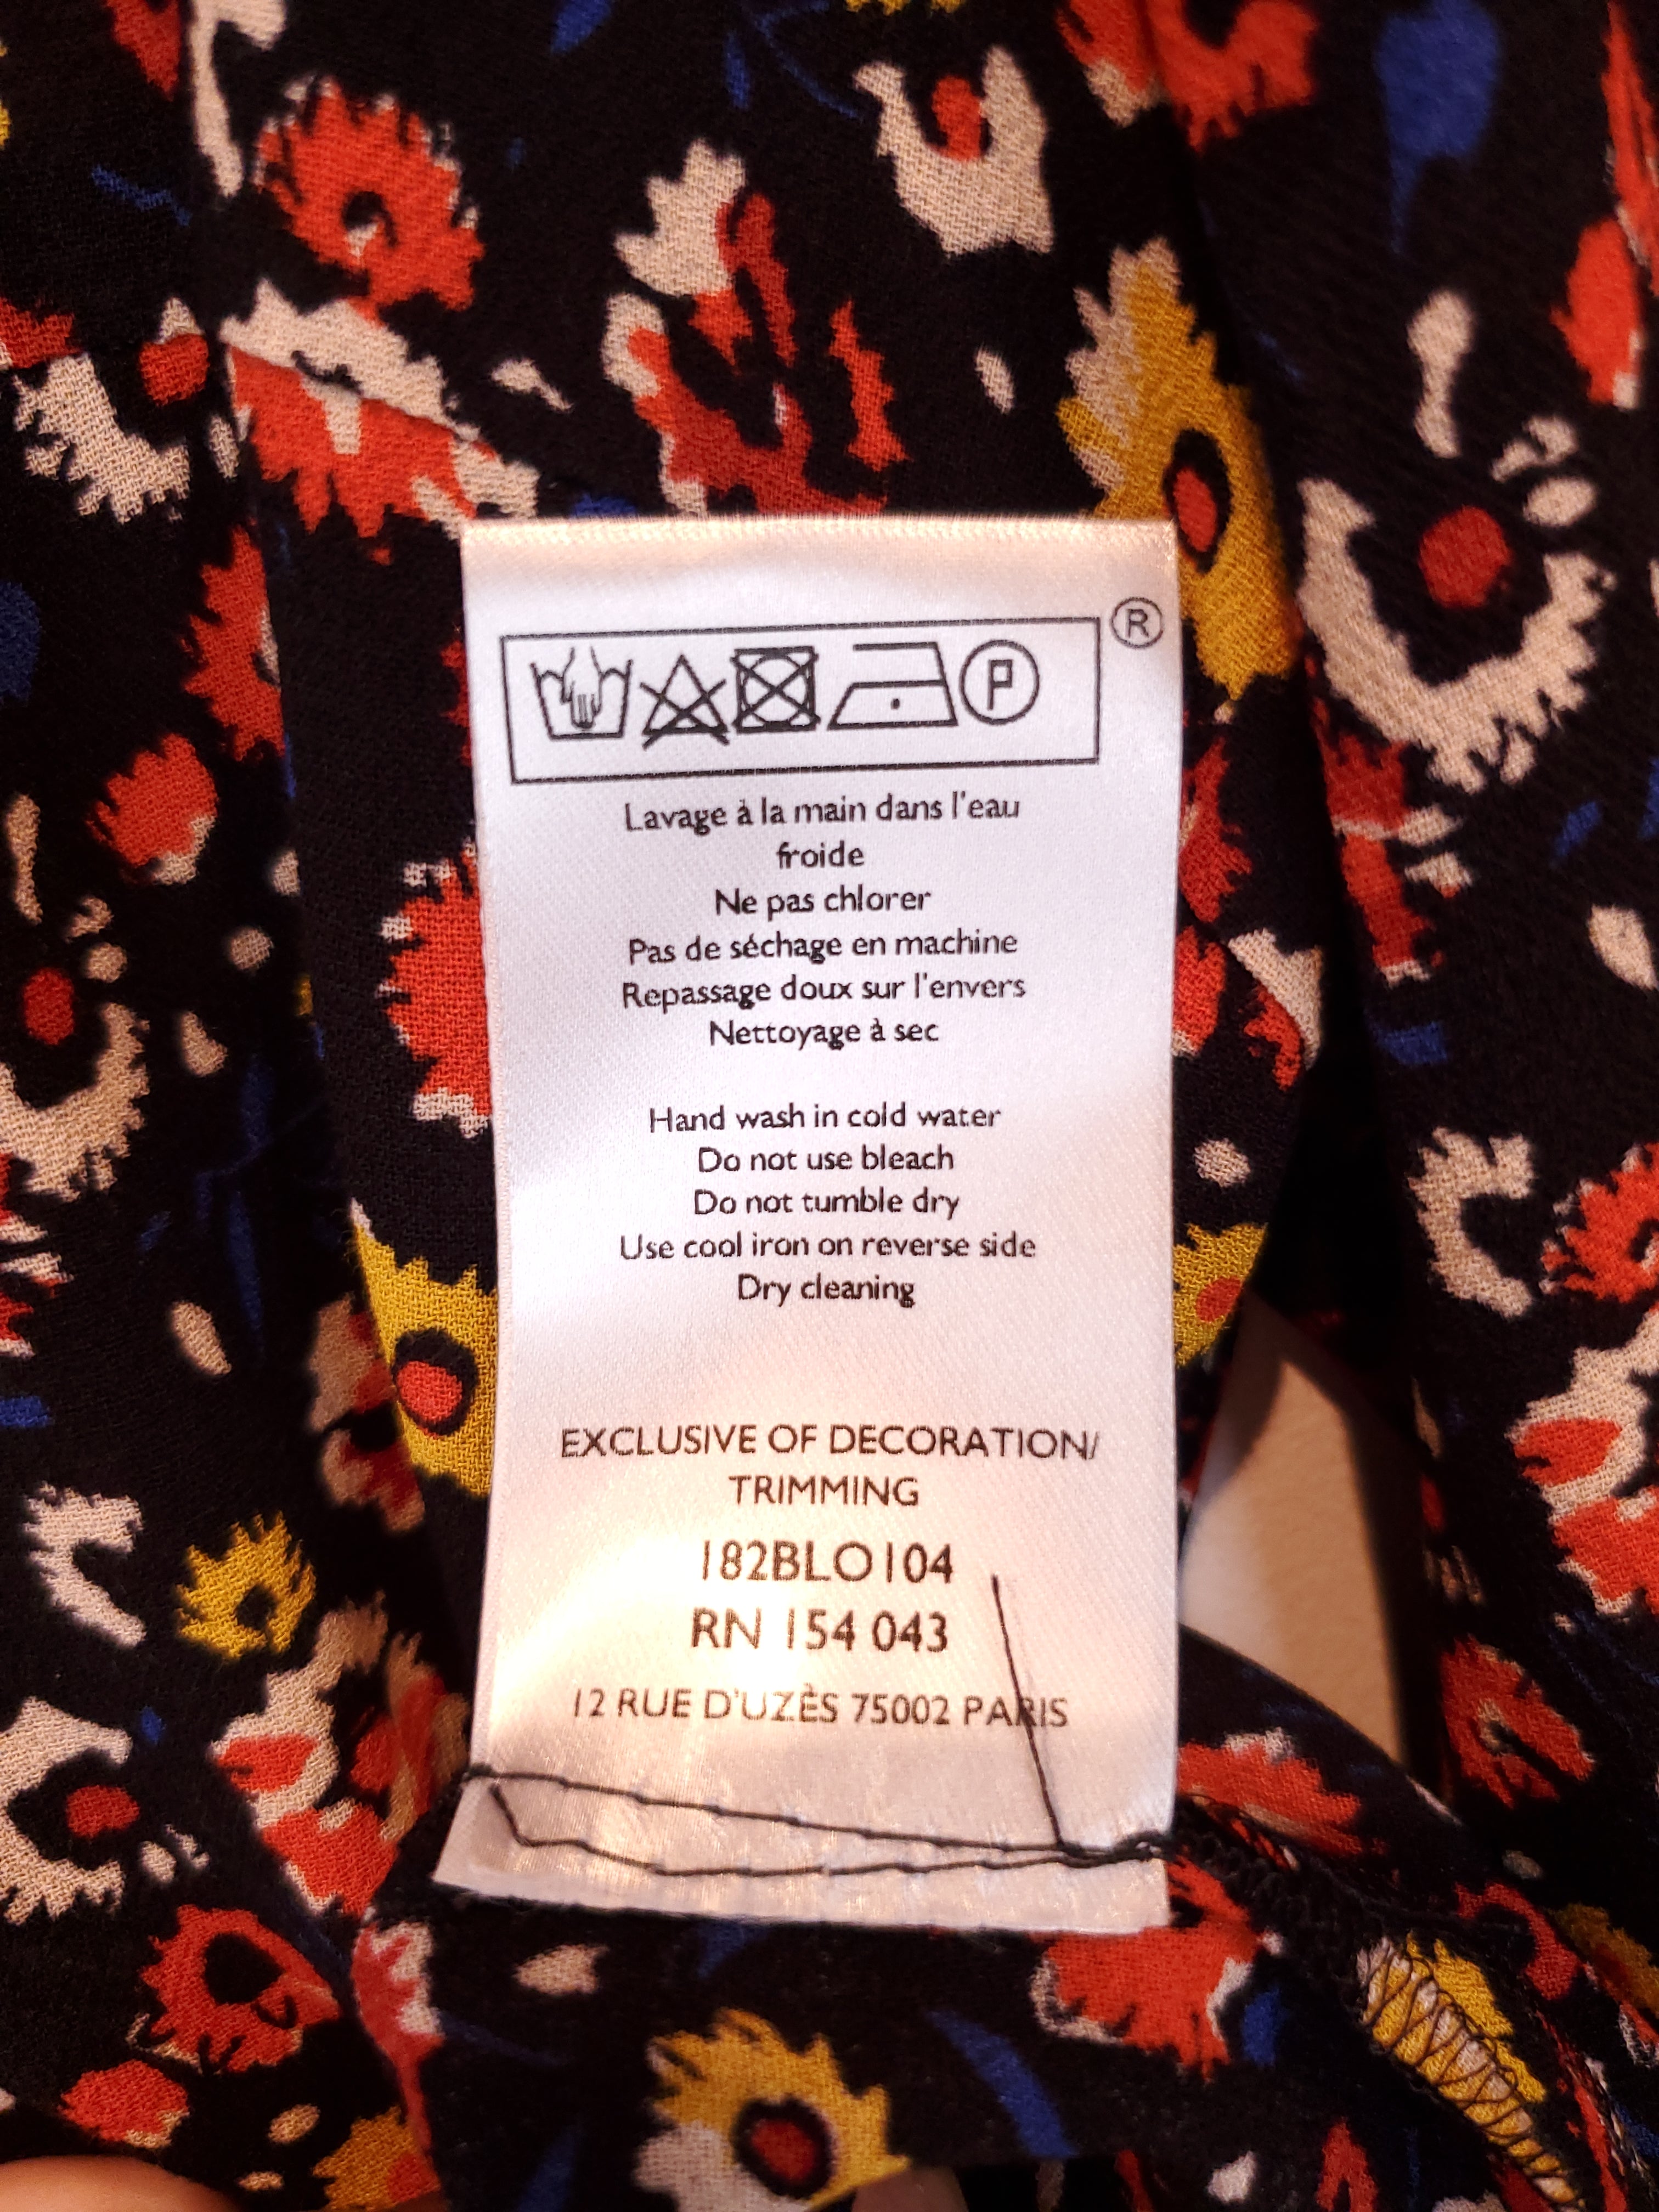 ®
P
Lavage à la main dans l'eau
froide
Ne pas chlorer
Pas de séchage en machine
Repassage doux sur l'envers
Nettoyage à sec
Hand wash in cold water
Do not use bleach
Do not tumble dry
Use cool iron on reverse side
Dry cleaning
EXCLUSIVE OF DECORATION/
TRIMMING
182BLO104
RN 154 043
12 RUE D'UZÈS 75002 PARIS